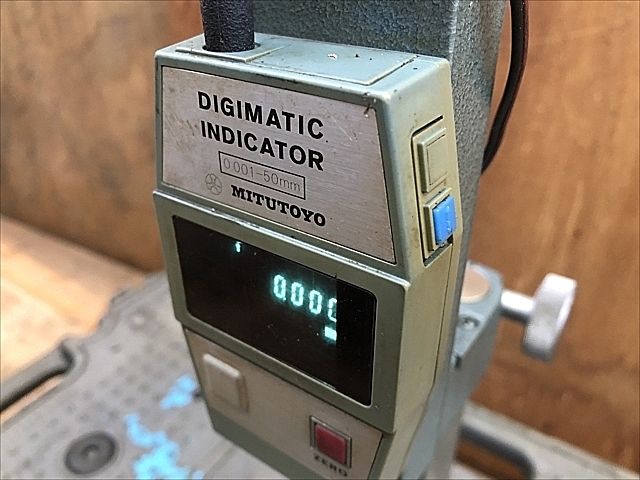 DIGIMATIC
INDICATOR
0.001-50mm
MITUTOYO
0.000
ZERO